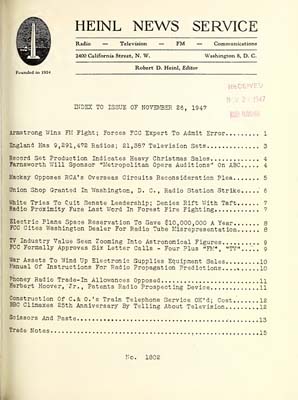 HEINL NEWS SERVICE
Radio — Television — FM — Communications
2400 California Street, N. W. Washington 8, D. C.
Robert D. Heinl, Editor
Founded in 1924
INDEX TO ISSUE OF NOVEMBER 26, 1947
Armstrong Wins FM Fight; Forces FCC Expert To Admit Error.........1
England Has 9,291,472 Radios; 21,387 Television Sets.............3
Record Set Production Indicates Heavy Christmas Sales............4
Farnsworth Will Sponsor "Metropolitan Opera Auditions" On ABC....4
Mackay Opposes RCA's Overseas Circuits Reconsideration Plea......5
Union Shop Granted In Washington, D. C., Radio Station Strike....6
White Tries To Cut Senate Leadership; Denies Rift With Taft......7
Radio Proximity Fuze Last Word In Forest Fire Fighting...........7
Electric Plans Space Reservation To Save $10,000,000 A Year......8
FCC Cites Washington Dealer For Radio Tube Misrepresentation.....8
TV Industry Value Seen Zooming Into Astronomical Figures.........9
FCC Formally Approves Six Letter Calls - Four Plus "FM", "TV"....9
War Assets To Wind Up Electronic Supplies Equipment Sales.......10
Manual Of Instructions For Radio Propagation Predictions........10
Phoney Radio Trade-In Allowances Opposed........................11
Herbert Hoover, Jr., Patents Radio Prospecting Device...........11
Construction Of C.& O.'s Train Telephone Service OK'd; Cost.....12
BBC Climaxes 25th Anniversary By Telling About Television.......12
Scissors And Paste..............................................13
Trade Notes.....................................................15
No. 1802